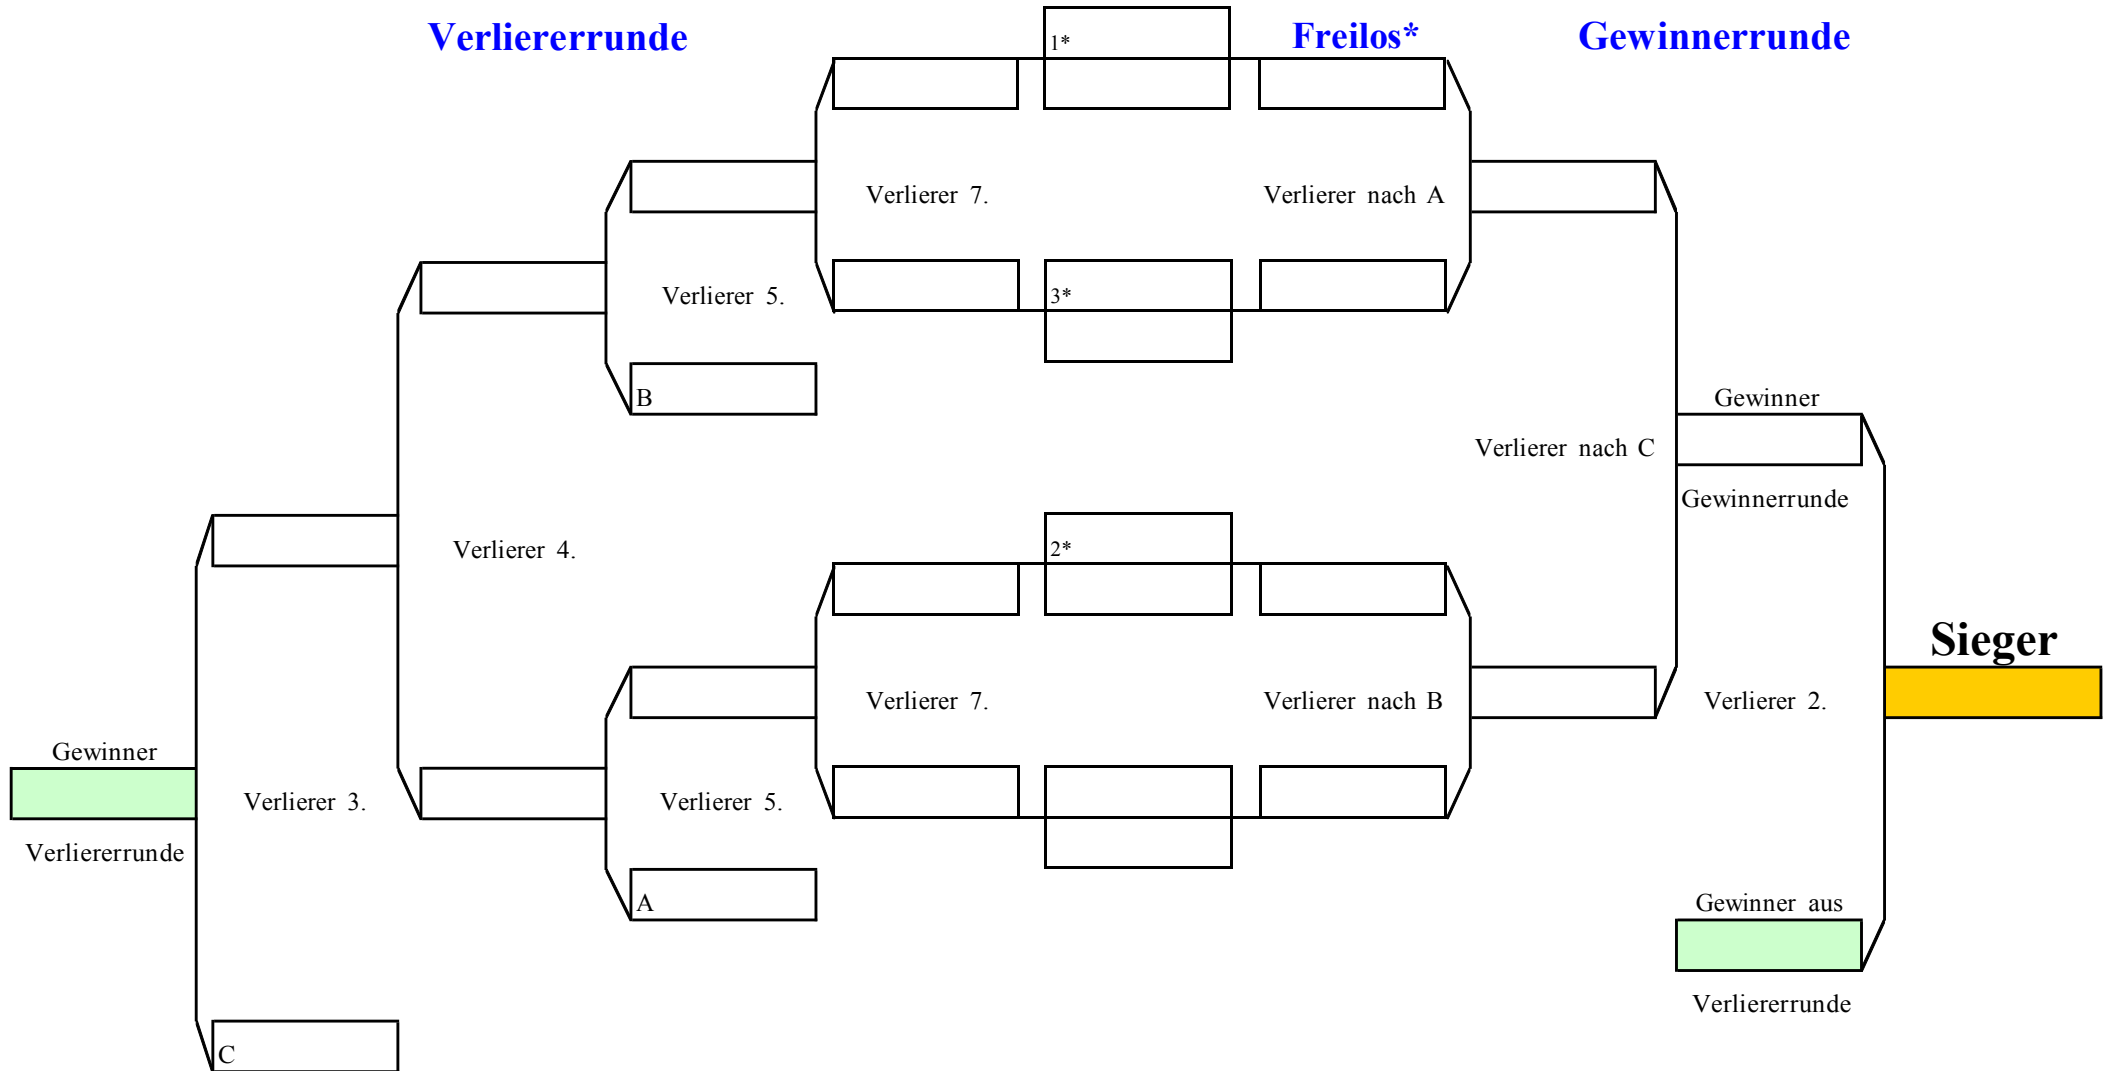 Verliererrunde
1*
Freilos*
Gewinnerrunde
Verlierer 7.
Verlierer nach A
Verlierer 5.
3*
B
Gewinner
Verlierer nach C
Gewinnerrunde
Verlierer 4.
2*
Sieger
Verlierer 7.
Verlierer nach B
Verlierer 2.
Gewinner
Verlierer 3.
Verlierer 5.
Verliererrunde
A
Gewinner aus
Verliererrunde
C